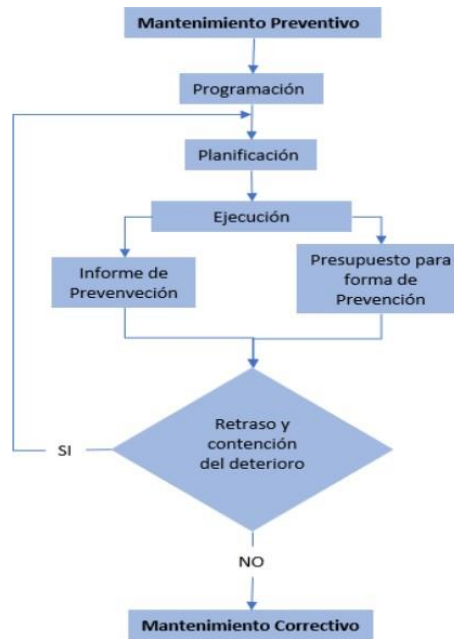 Mantenimiento Preventivo
Programación
Planificación
Ejecución
Informe de
Prevenveción
Presupuesto para
forma de
Prevención
Retraso y
contención
del deterioro
SI
NO
Mantenimiento Correctivo